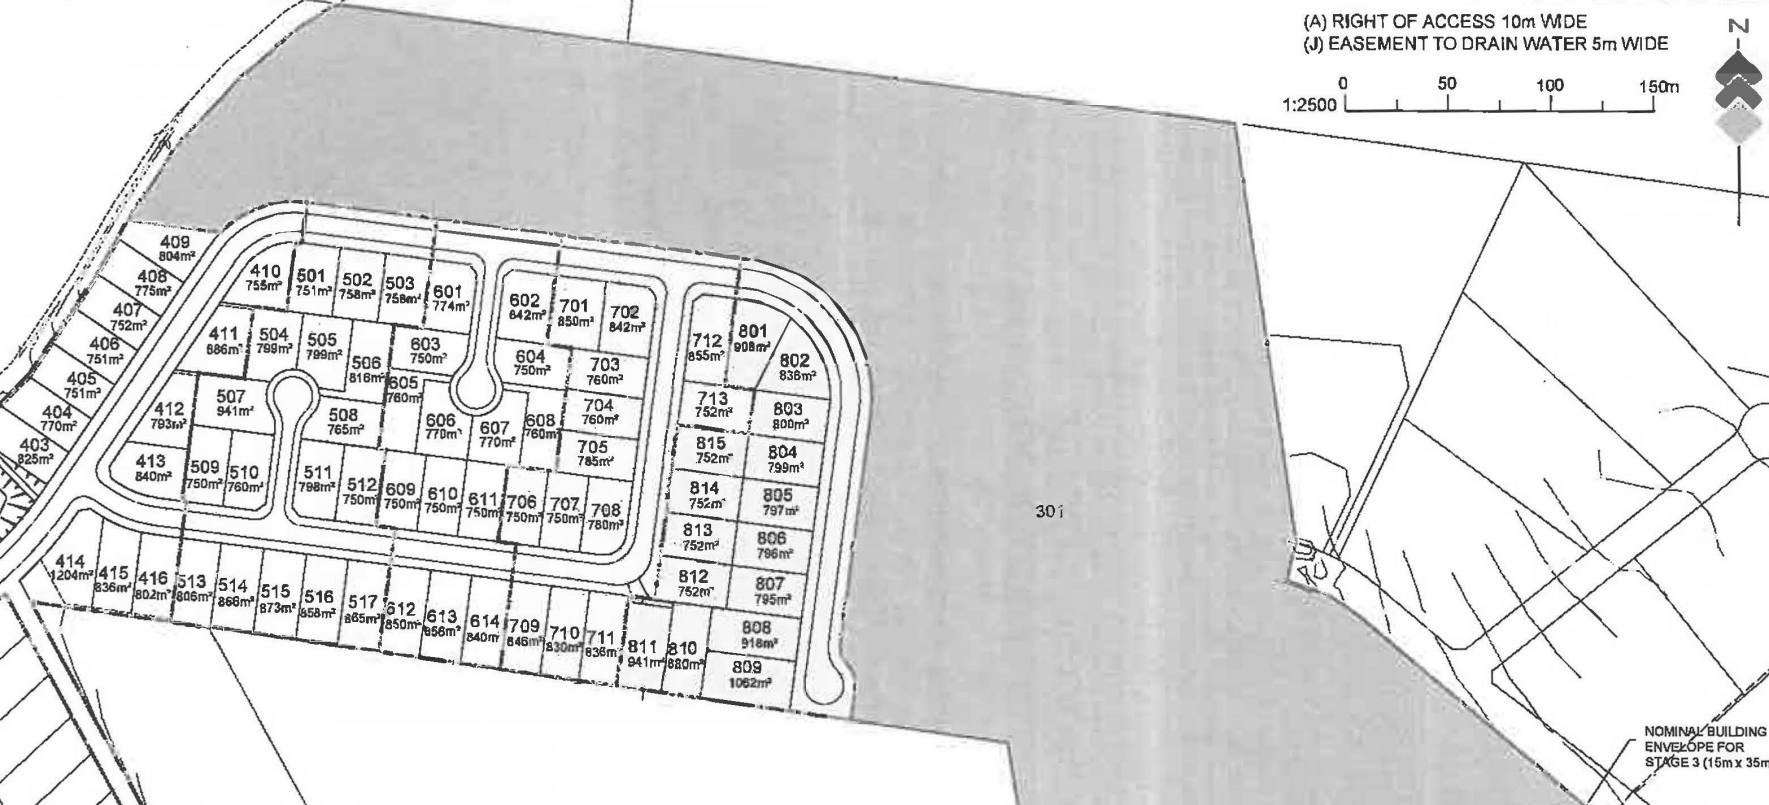 (A) RIGHT OF ACCESS 10m WIDE
(J) EASEMENT TO DRAIN WATER 5m WIDE
N
0 50 100 150m
1:2500
409
804m²
408
775m²
407
752m²
406
751m²
405
751m²
404
770m²
403
825m²
410
755m²
501
751m²
502
758m²
503
758m²
601
774m²
602
842m²
701
850m²
702
842m²
411
886m²
504
799m²
505
799m²
506
816m²
603
750m²
604
750m²
703
760m²
712
855m²
801
908m²
802
836m²
412
793m²
507
941m²
508
765m²
605
760m²
606
770m²
607
770m²
608
760m²
704
760m²
705
785m²
713
752m²
803
800m²
413
840m²
509
750m²
510
760m²
511
798m²
512
750m²
609
750m²
610
750m²
611
750m²
706
750m²
707
750m²
708
780m²
815
752m²
804
799m²
814
752m²
805
797m²
813
752m²
806
796m²
812
752m²
807
795m²
414
1204m²
415
836m²
416
802m²
513
806m²
514
866m²
515
873m²
516
858m²
517
865m²
612
850m²
613
856m²
614
840m²
709
846m²
710
830m²
711
836m²
811
941m²
810
880m²
808
918m²
809
1062m²
301
NOMINAL BUILDING
ENVELOPE FOR
STAGE 3 (15m x 35m